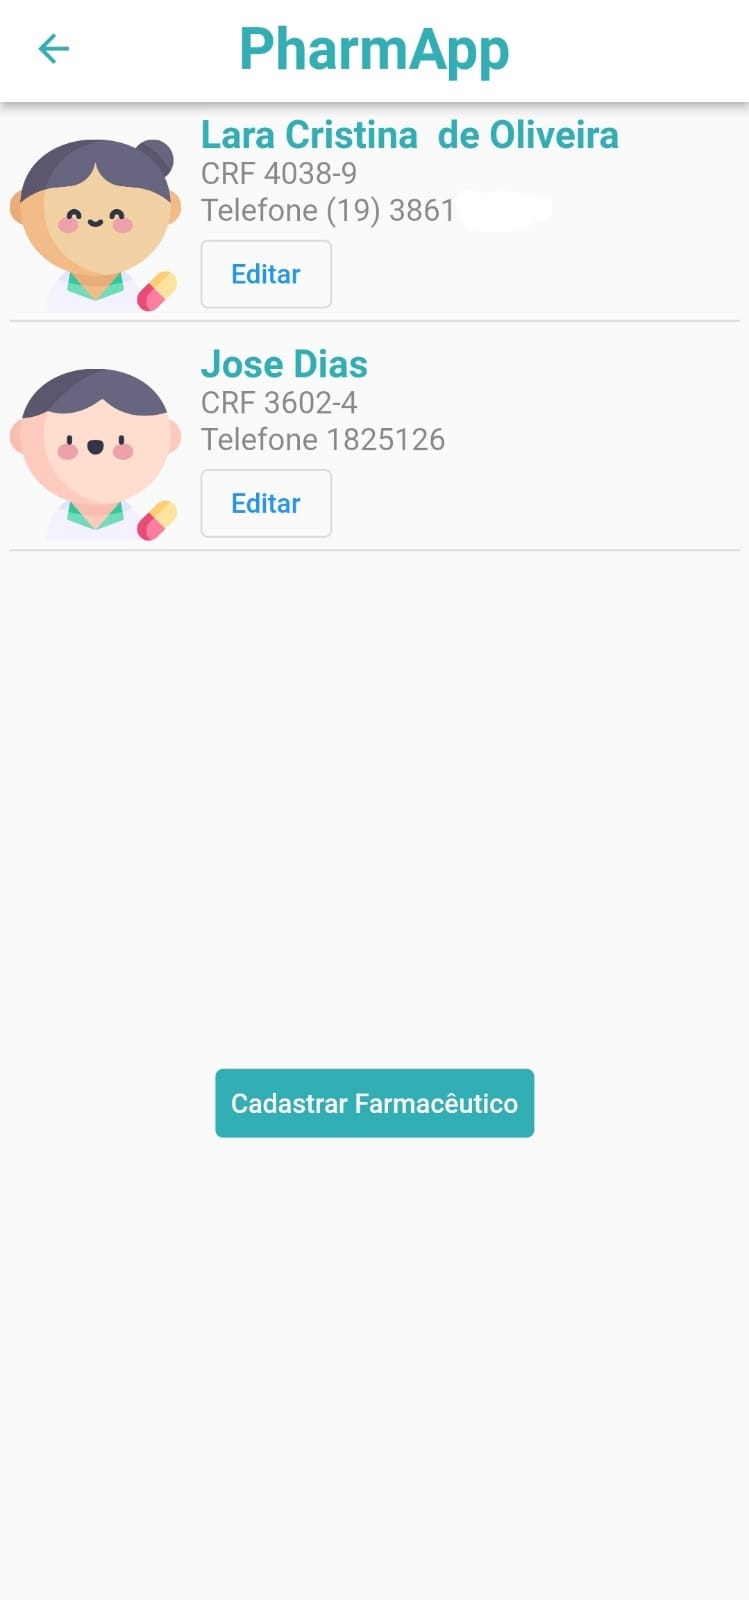 PharmApp
Lara Cristina  de Oliveira
CRF 4038-9
Telefone (19) 3861
Editar
Jose Dias
CRF 3602-4
Telefone 1825126
Editar
Cadastrar Farmacêutico